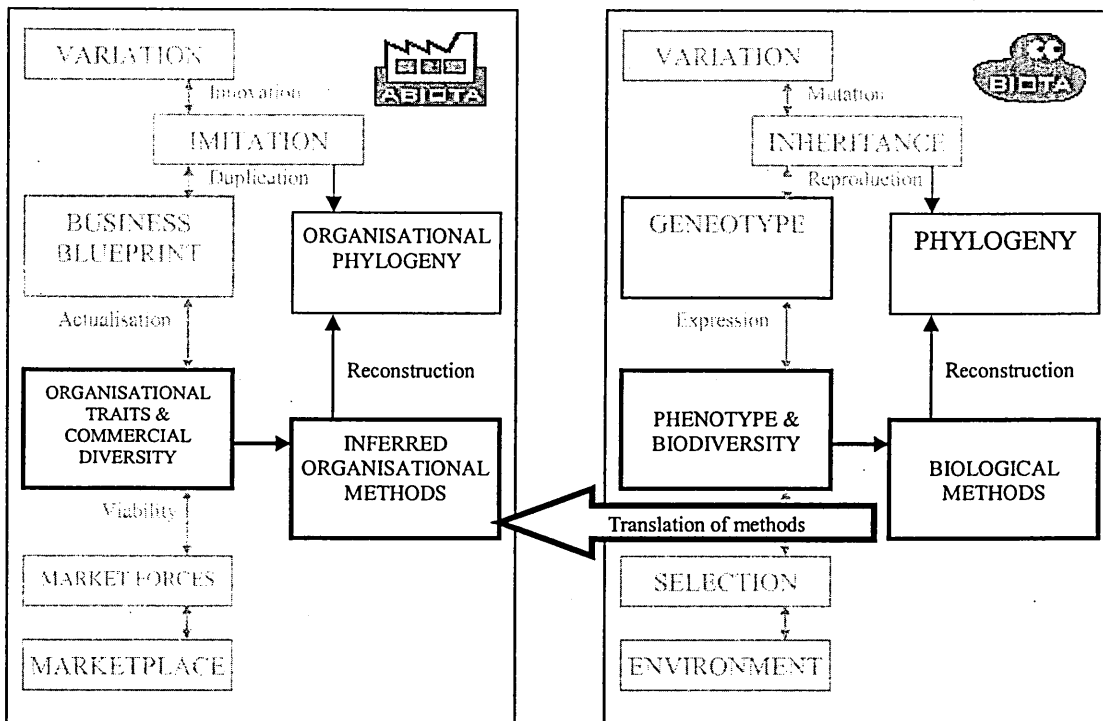 VARIATION
ABIOTA
Innovation
IMITATION
Duplication
BUSINESS
BLUEPRINT
ORGANISATIONAL
PHYLOGENY
Actualisation
Reconstruction
ORGANISATIONAL
TRAITS &
COMMERCIAL
DIVERSITY
INFERRED
ORGANISATIONAL
METHODS
Viability
MARKET FORCES
MARKETPLACE
VARIATION
BIOTA
Mutation
INHERITANCE
Reproduction
GENEOTYPE
PHYLOGENY
Expression
Reconstruction
PHENOTYPE &
BIODIVERSITY
BIOLOGICAL
METHODS
Translation of methods
SELECTION
ENVIRONMENT